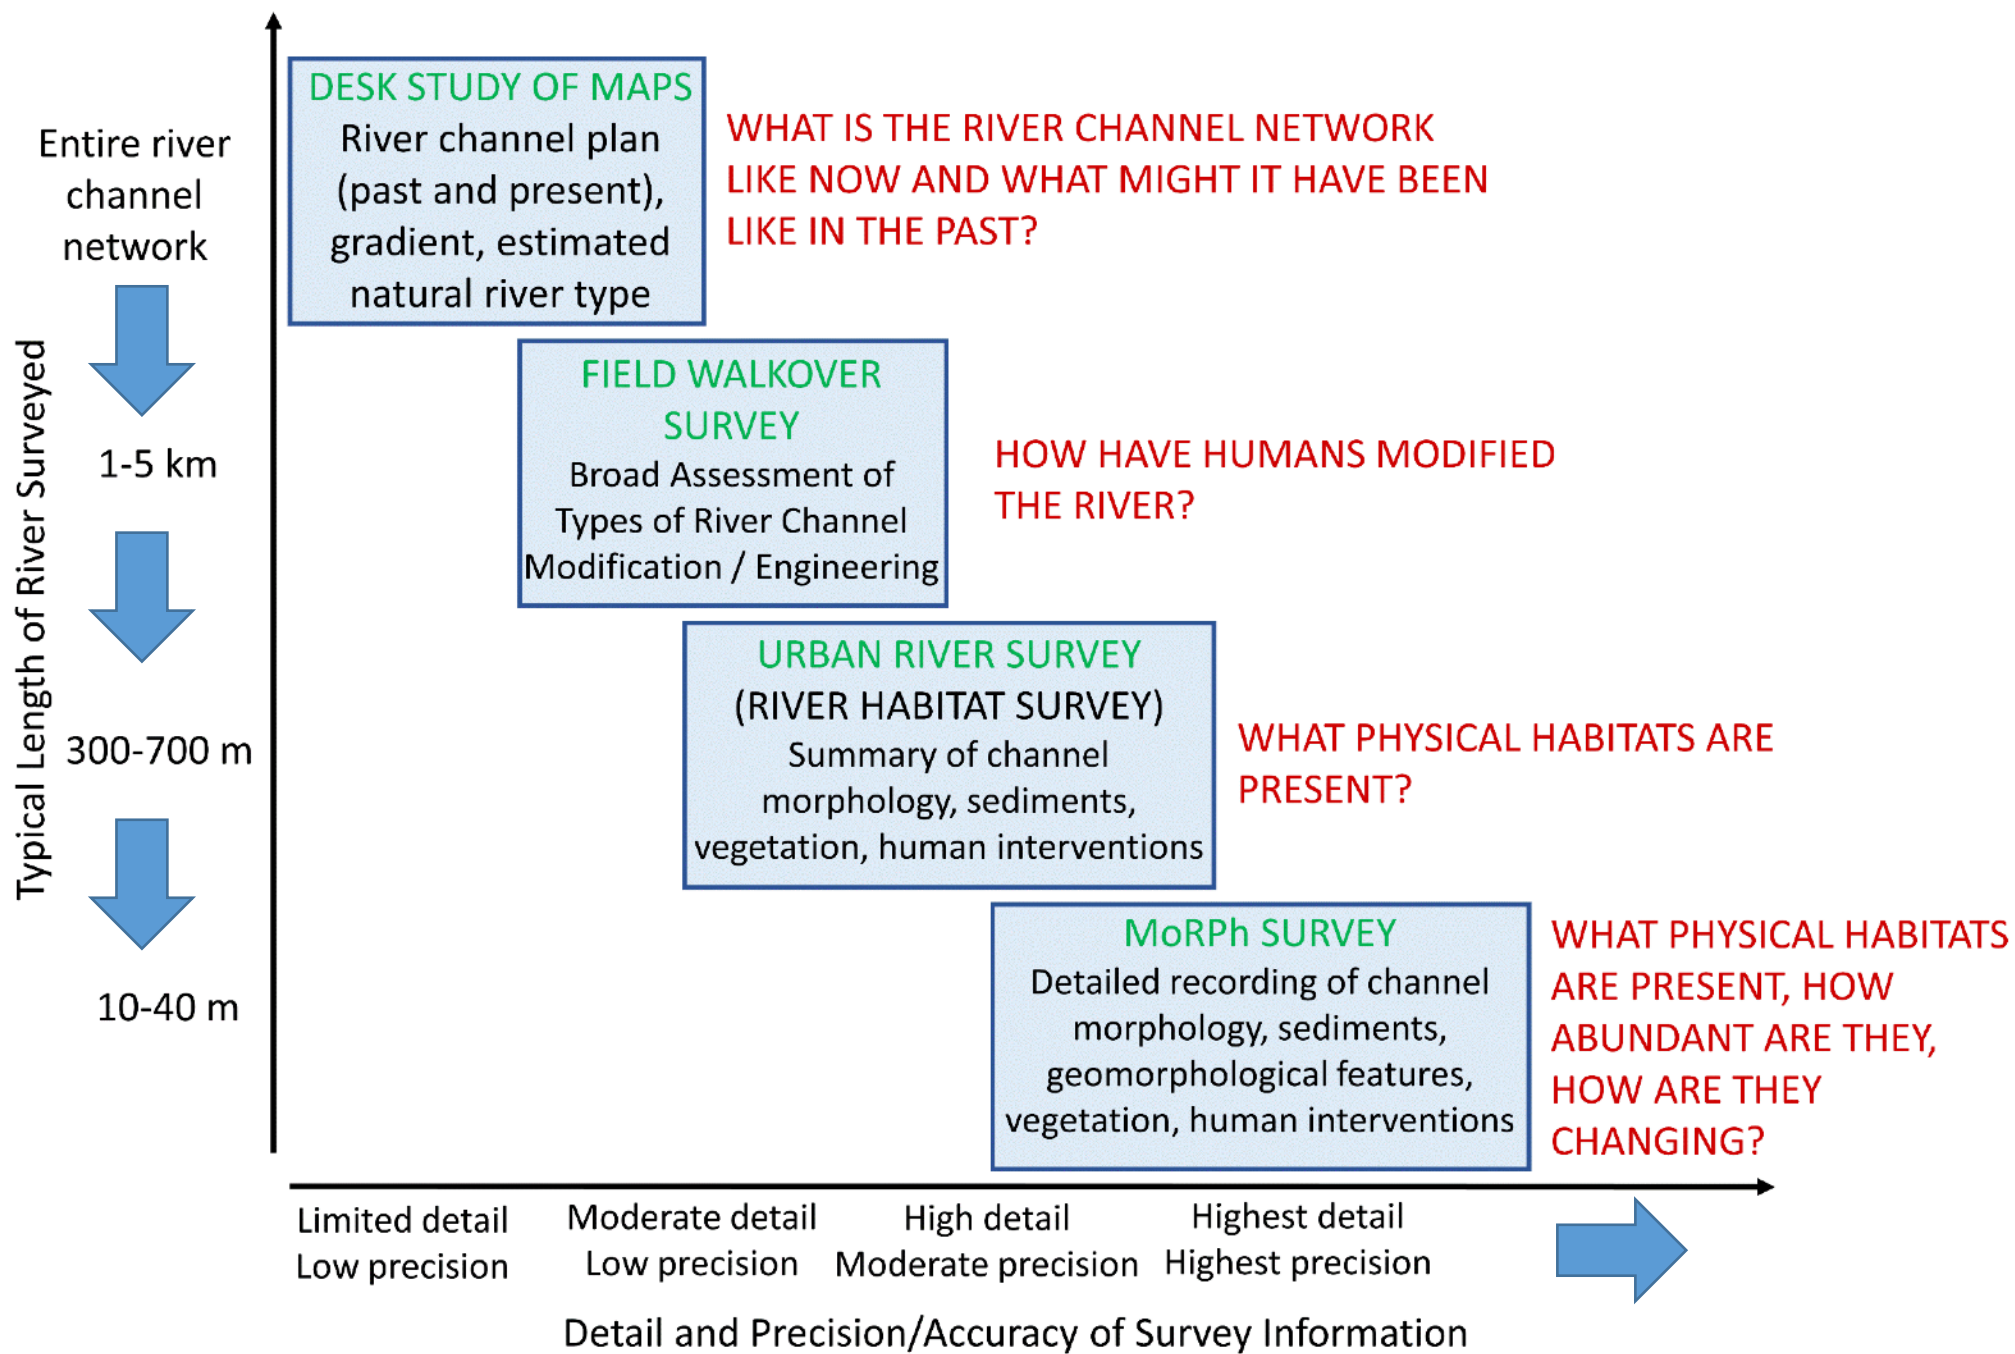 DESK STUDY OF MAPS
River channel plan
(past and present),
gradient, estimated
natural river type
WHAT IS THE RIVER CHANNEL NETWORK
LIKE NOW AND WHAT MIGHT IT HAVE BEEN
LIKE IN THE PAST?
Entire river
channel
network
FIELD WALKOVER
SURVEY
Broad Assessment of
Types of River Channel
Modification / Engineering
HOW HAVE HUMANS MODIFIED
THE RIVER?
1-5 km
Typical Length of River Surveyed
URBAN RIVER SURVEY
(RIVER HABITAT SURVEY)
Summary of channel
morphology, sediments,
vegetation, human interventions
WHAT PHYSICAL HABITATS ARE
PRESENT?
300-700 m
MoRPh SURVEY
Detailed recording of channel
morphology, sediments,
geomorphological features,
vegetation, human interventions
WHAT PHYSICAL HABITATS
ARE PRESENT, HOW
ABUNDANT ARE THEY,
HOW ARE THEY
CHANGING?
10-40 m
Limited detail
Low precision
Moderate detail
Low precision
High detail
Moderate precision
Highest detail
Highest precision
Detail and Precision/Accuracy of Survey Information